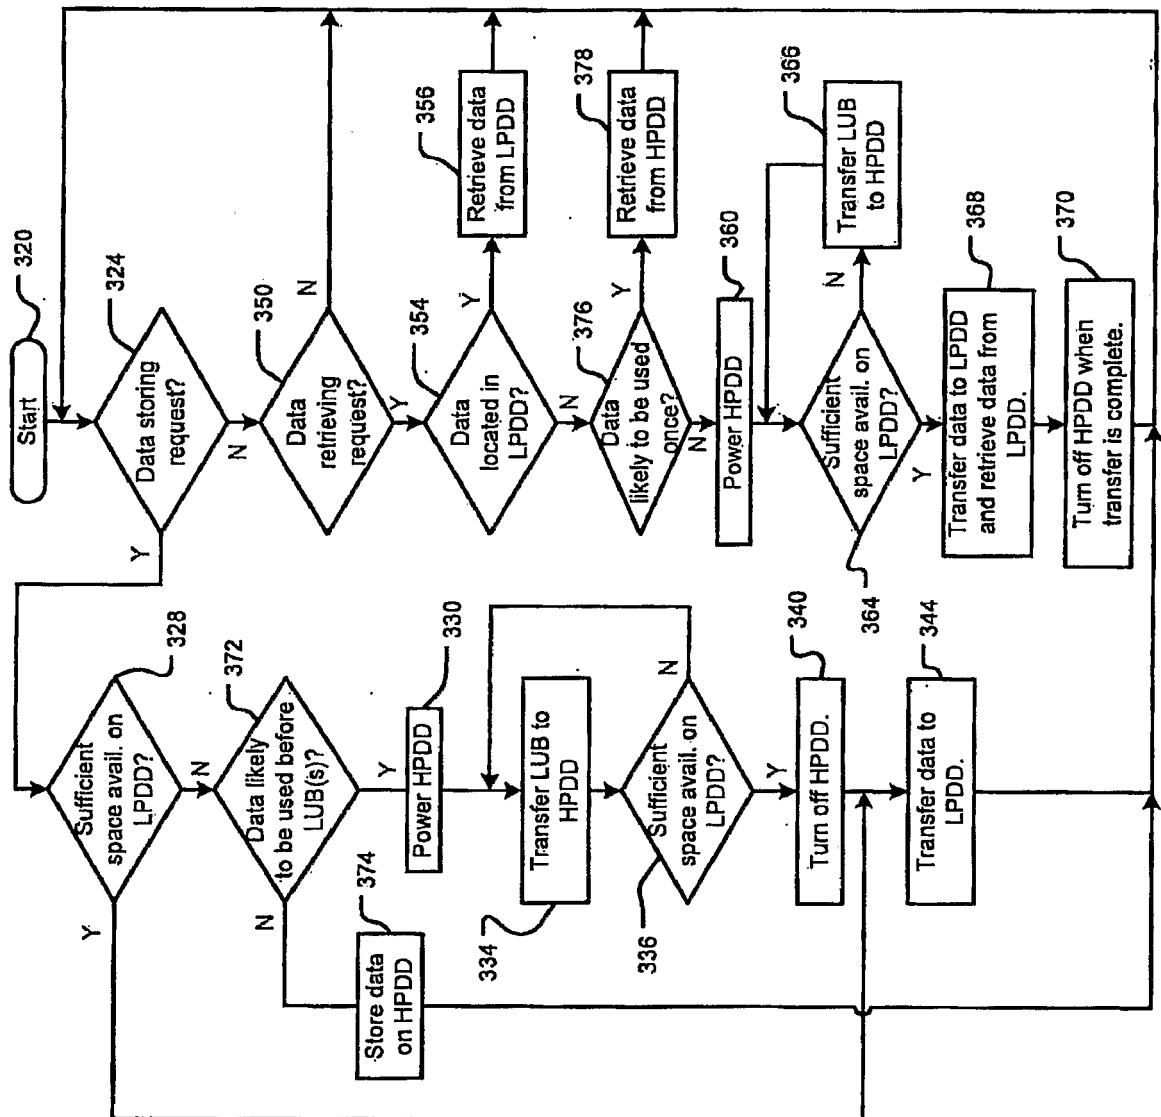 Start
320
Data storing
request?
324
Y
N
Sufficient
space avail. on
LPDD?
328
Y
N
Data likely
to be used before
LUB(s)?
372
N
Y
Store data
on HPDD
374
Power HPDD
330
Transfer LUB to
HPDD
334
Sufficient
space avail. on
LPDD?
336
N
Y
Turn off HPDD.
340
Transfer data to
LPDD.
344
Data
retrieving
request?
350
N
Y
Data
located in
LPDD?
354
Y
N
Retrieve data
from LPDD
356
Data
likely to be used
once?
376
Y
N
Retrieve data
from HPDD
378
Power HPDD
360
Sufficient
space avail. on
LPDD?
364
N
Y
Transfer LUB
to HPDD
366
Transfer data to LPDD
and retrieve data from
LPDD.
368
Turn off HPDD when
transfer is complete.
370